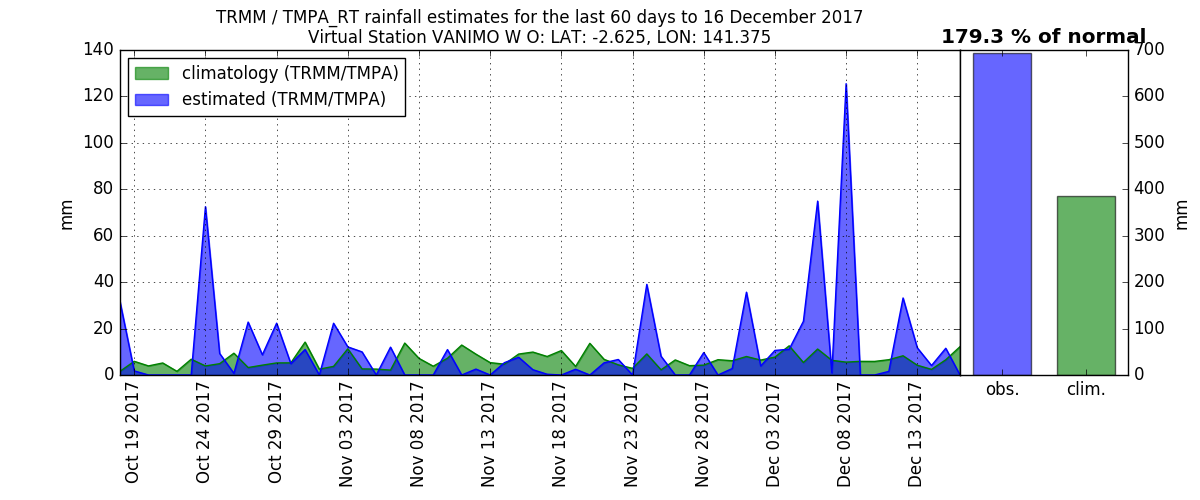 TRMM / TMPA_RT rainfall estimates for the last 60 days to 16 December 2017
Virtual Station VANIMO W O: LAT: -2.625, LON: 141.375
179.3 % of normal
climatology (TRMM/TMPA)
estimated (TRMM/TMPA)
140
120
100
80
60
40
20
0
mm
Oct 19 2017
Oct 24 2017
Oct 29 2017
Nov 03 2017
Nov 08 2017
Nov 13 2017
Nov 18 2017
Nov 23 2017
Nov 28 2017
Dec 03 2017
Dec 08 2017
Dec 13 2017
obs.
clim.
700
600
500
400
300
200
100
0
mm